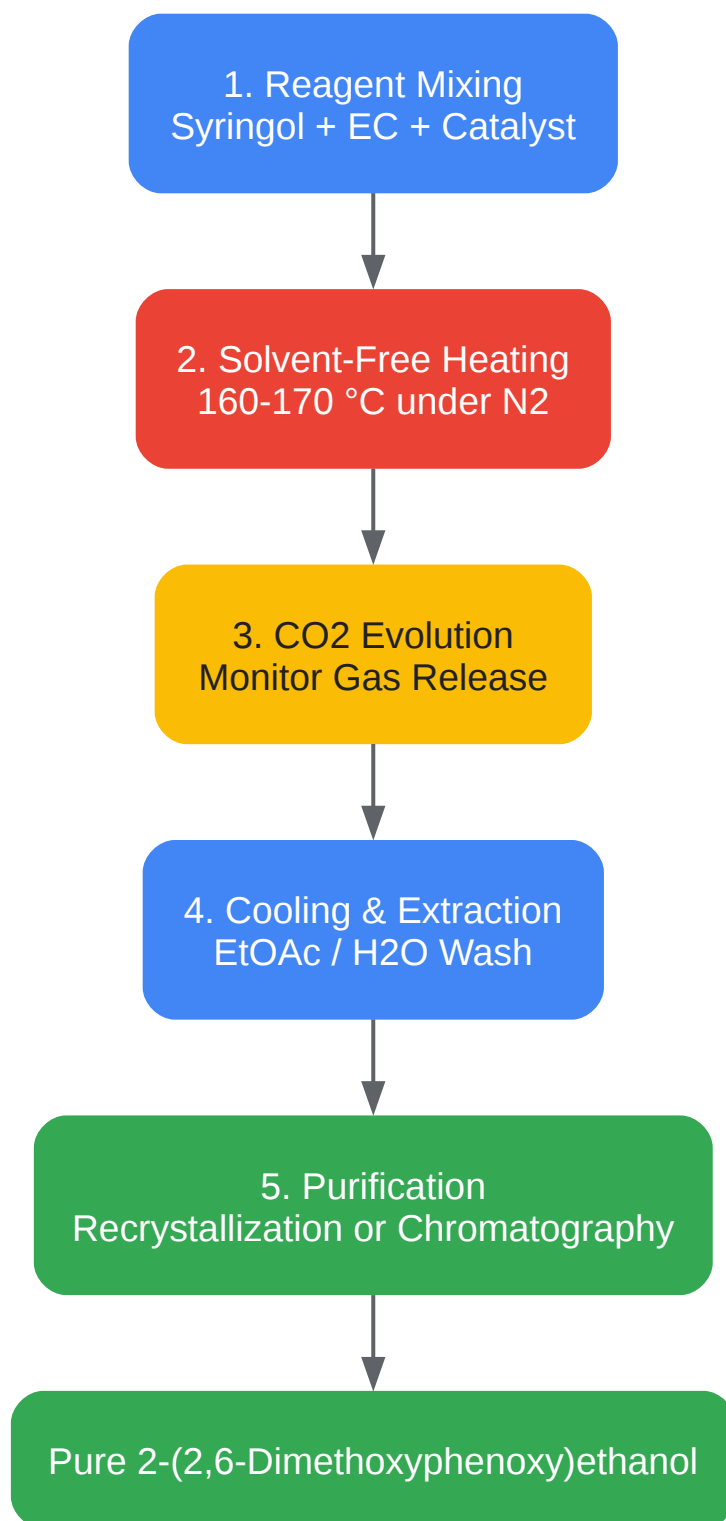 1. Reagent Mixing
Syringol + EC + Catalyst
2. Solvent-Free Heating
160-170 °C under N2
3. CO2 Evolution
Monitor Gas Release
4. Cooling & Extraction
EtOAc / H2O Wash
5. Purification
Recrystallization or Chromatography
Pure 2-(2,6-Dimethoxyphenoxy)ethanol